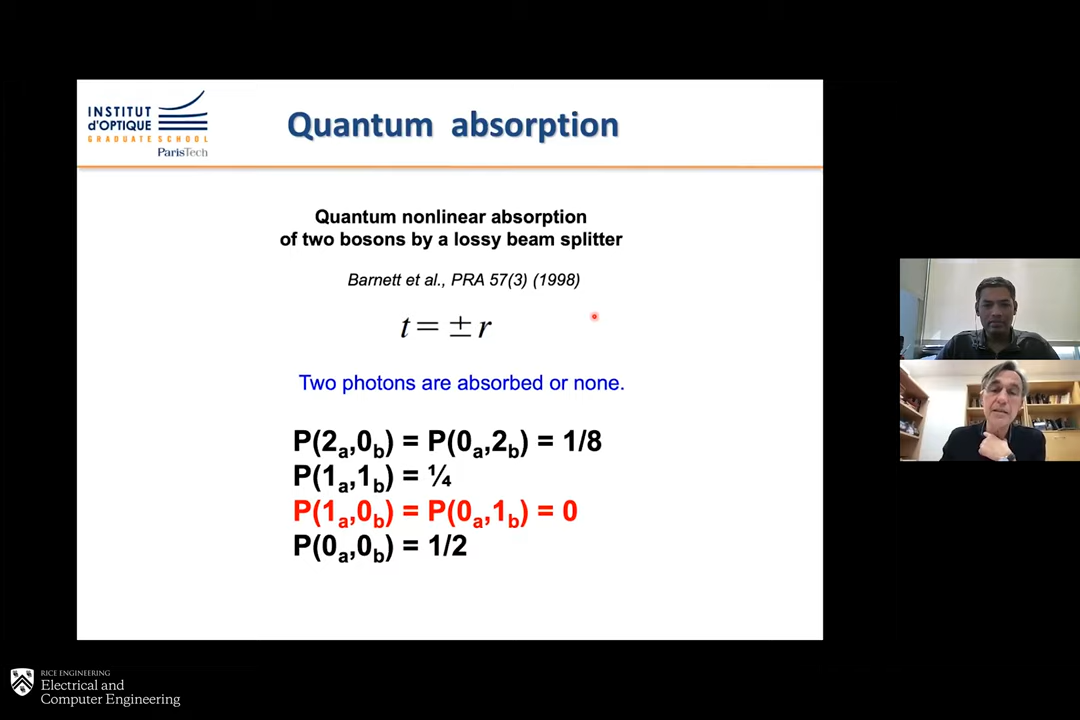 INSTITUT
d'OPTIQUE
GRADUATE SCHOOL
ParisTech
Quantum absorption
Quantum nonlinear absorption
of two bosons by a lossy beam splitter
Barnett et al., PRA 57(3) (1998)
t = ± r
Two photons are absorbed or none.
P(2a,0b) = P(0a,2b) = 1/8
P(1a,1b) = ¼
P(1a,0b) = P(0a,1b) = 0
P(0a,0b) = 1/2
RICE ENGINEERING
Electrical and
Computer Engineering